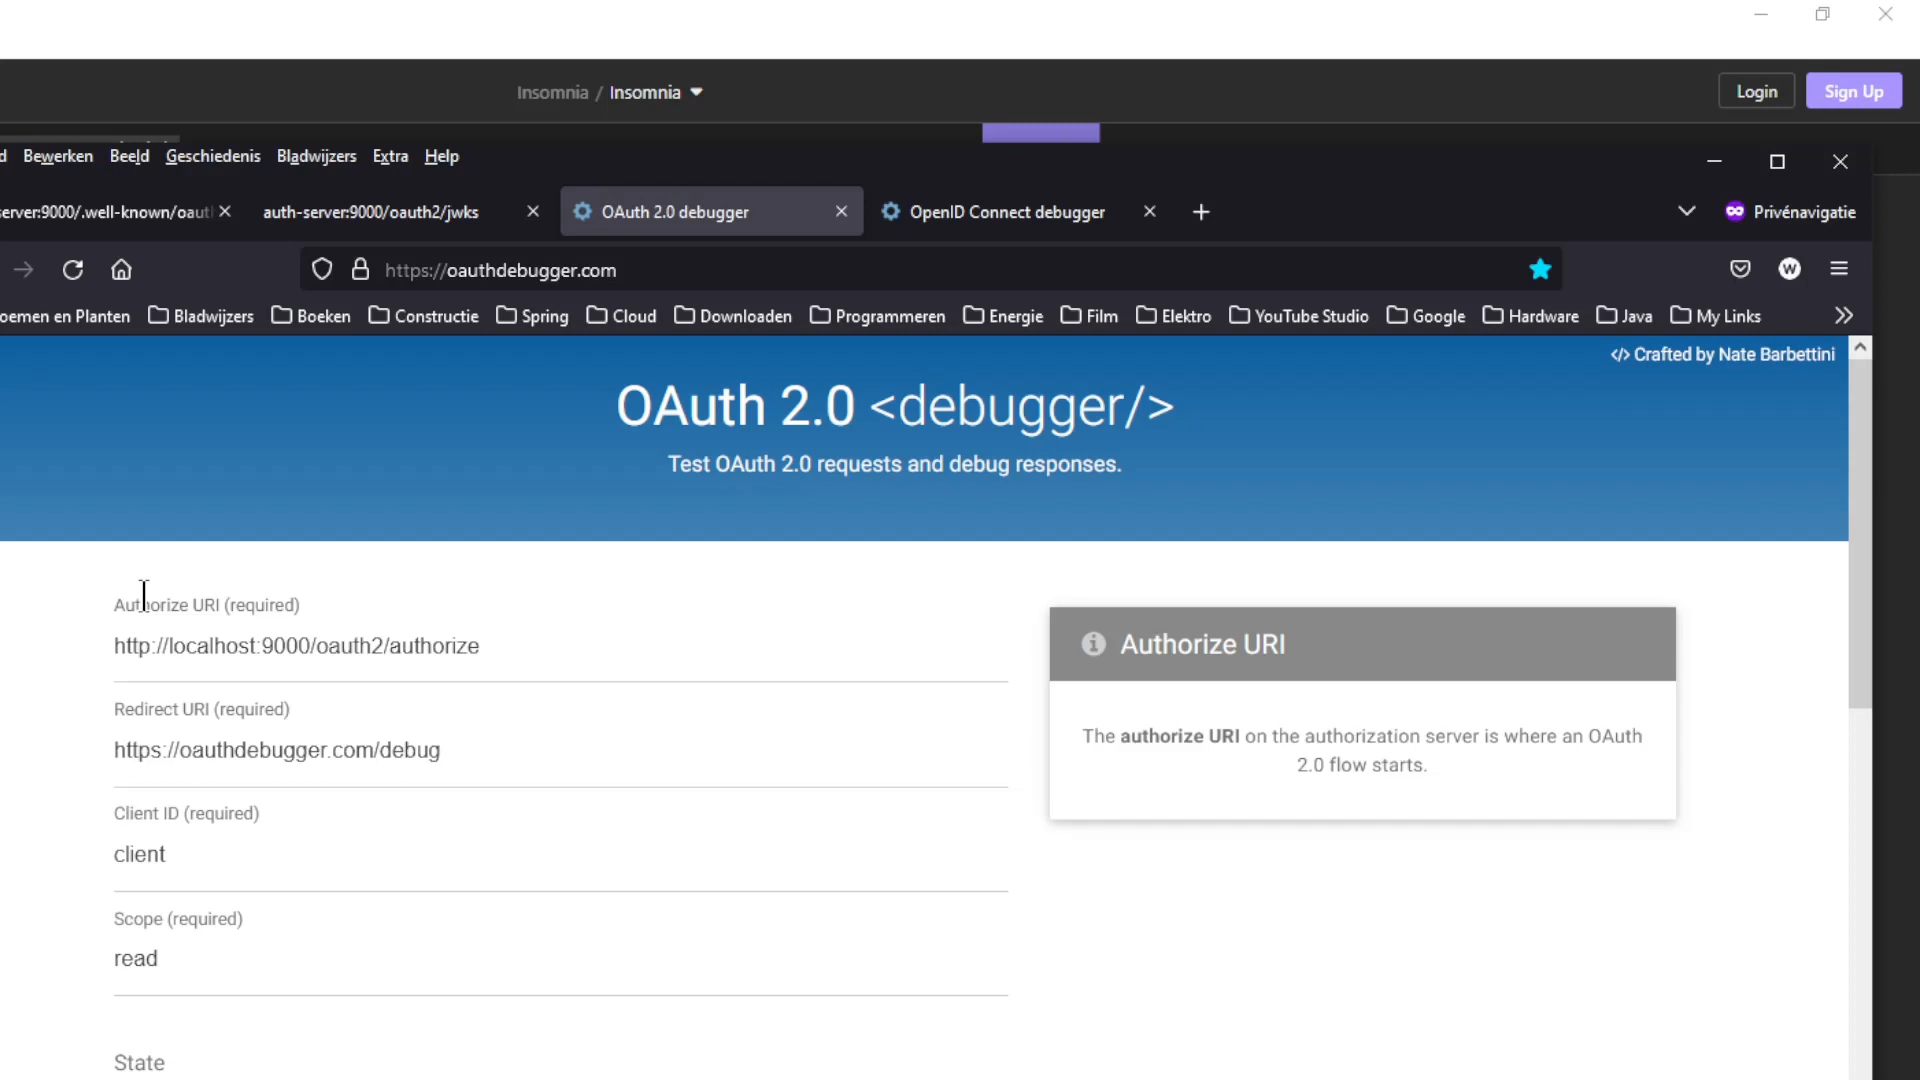 Insomnia / Insomnia
Login
Sign Up
d Bewerken Beeld Geschiedenis Bladwijzers Extra Help
erver:9000/.well-known/oaut
auth-server:9000/oauth2/jwks
OAuth 2.0 debugger
OpenID Connect debugger
Privénavigatie
https://oauthdebugger.com
W
oemen en Planten Bladwijzers Boeken Constructie Spring Cloud Downloaden Programmeren Energie Film Elektro YouTube Studio Google Hardware Java My Links
</> Crafted by Nate Barbettini
OAuth 2.0 <debugger/>
Test OAuth 2.0 requests and debug responses.
Authorize URI (required)
http://localhost:9000/oauth2/authorize
Redirect URI (required)
https://oauthdebugger.com/debug
Client ID (required)
client
Scope (required)
read
State
Authorize URI
The authorize URI on the authorization server is where an OAuth
2.0 flow starts.